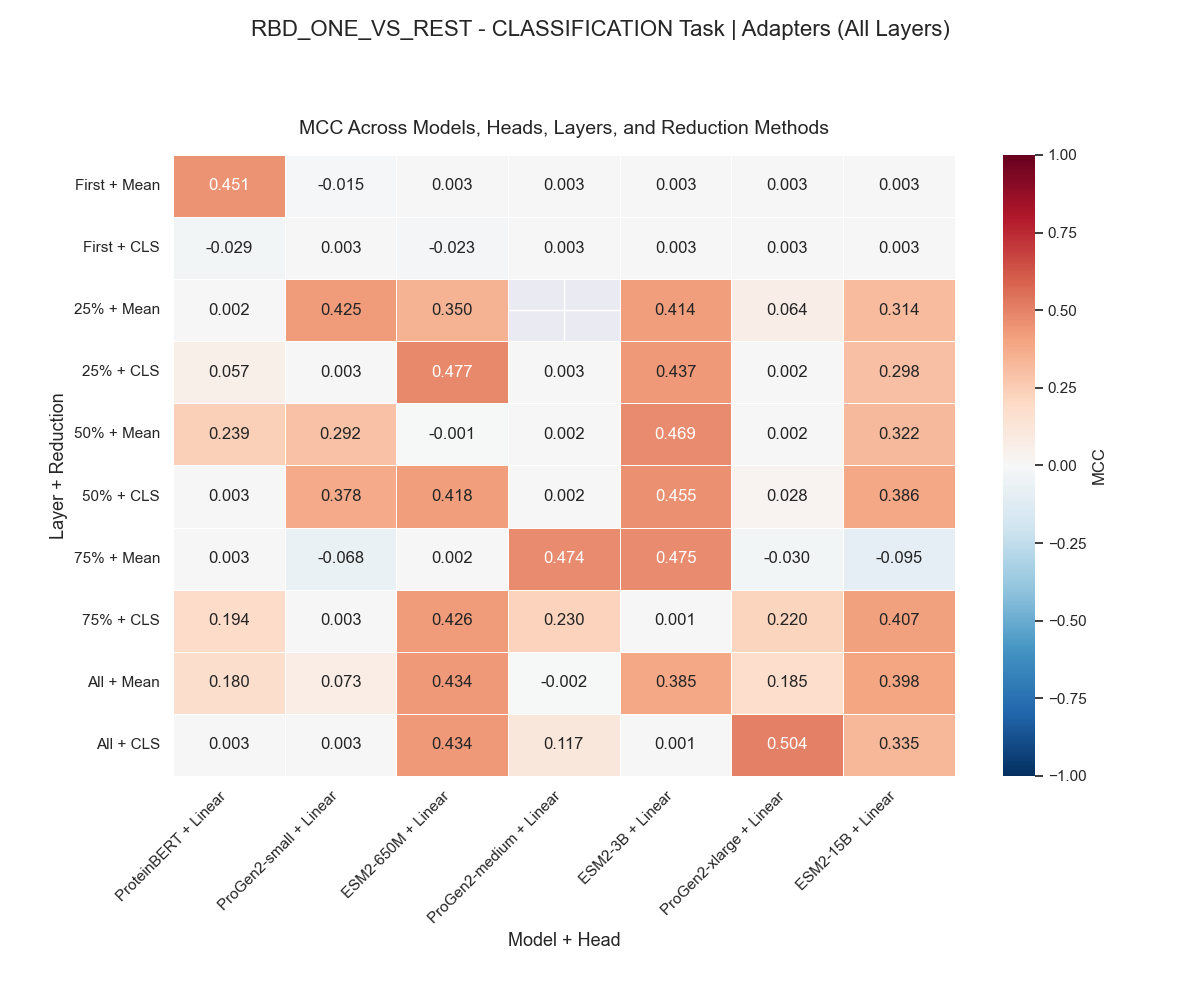 RBD_ONE_VS_REST - CLASSIFICATION Task | Adapters (All Layers)
MCC Across Models, Heads, Layers, and Reduction Methods
Layer + Reduction
First + Mean 0.451 -0.015 0.003 0.003 0.003 0.003 0.003
First + CLS -0.029 0.003 -0.023 0.003 0.003 0.003 0.003
25% + Mean 0.002 0.425 0.350 0.414 0.064 0.314
25% + CLS 0.057 0.003 0.477 0.003 0.437 0.002 0.298
50% + Mean 0.239 0.292 -0.001 0.002 0.469 0.002 0.322
50% + CLS 0.003 0.378 0.418 0.002 0.455 0.028 0.386
75% + Mean 0.003 -0.068 0.002 0.474 0.475 -0.030 -0.095
75% + CLS 0.194 0.003 0.426 0.230 0.001 0.220 0.407
All + Mean 0.180 0.073 0.434 -0.002 0.385 0.185 0.398
All + CLS 0.003 0.003 0.434 0.117 0.001 0.504 0.335
ProteinBERT + Linear
ProGen2-small + Linear
ESM2-650M + Linear
ProGen2-medium + Linear
ESM2-3B + Linear
ProGen2-xlarge + Linear
ESM2-15B + Linear
Model + Head
1.00
0.75
0.50
0.25
0.00
−0.25
−0.50
−0.75
−1.00
MCC